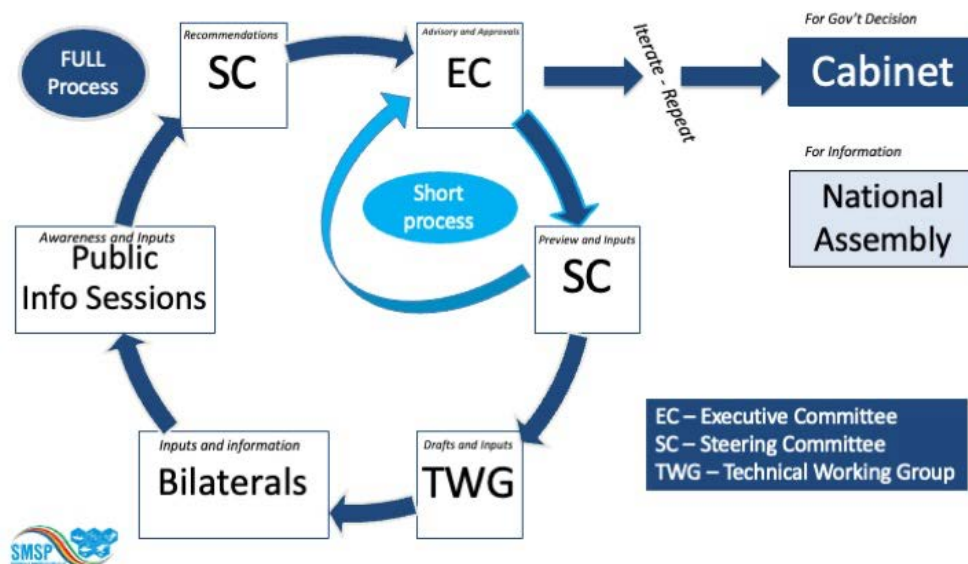 FULL
Process
Recommendations
SC
Advisory and Approvals
EC
Iterate - Repeat
For Gov't Decision
Cabinet
For Information
National
Assembly
Short
process
Awareness and Inputs
Public
Info Sessions
Preview and Inputs
SC
Inputs and information
Bilaterals
Drafts and Inputs
TWG
EC – Executive Committee
SC – Steering Committee
TWG – Technical Working Group
SMSP